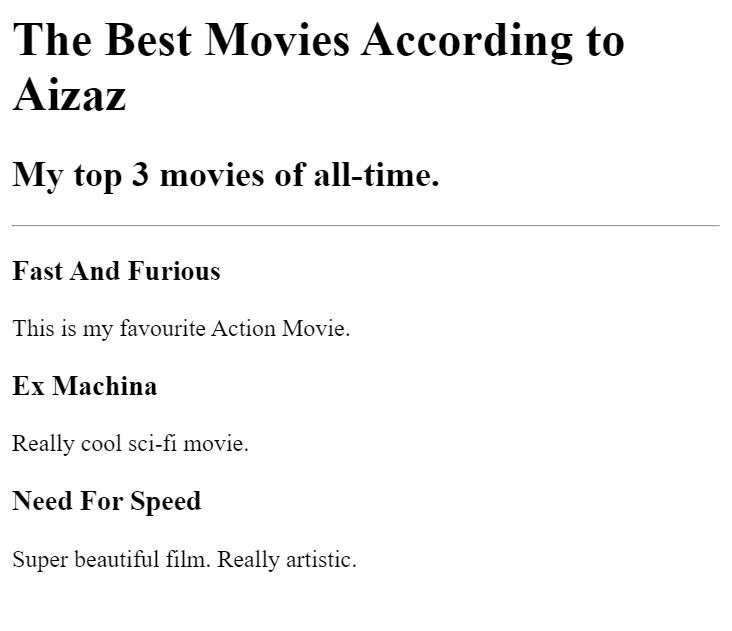 The Best Movies According to
Aizaz
My top 3 movies of all-time.
Fast And Furious
This is my favourite Action Movie.
Ex Machina
Really cool sci-fi movie.
Need For Speed
Super beautiful film. Really artistic.